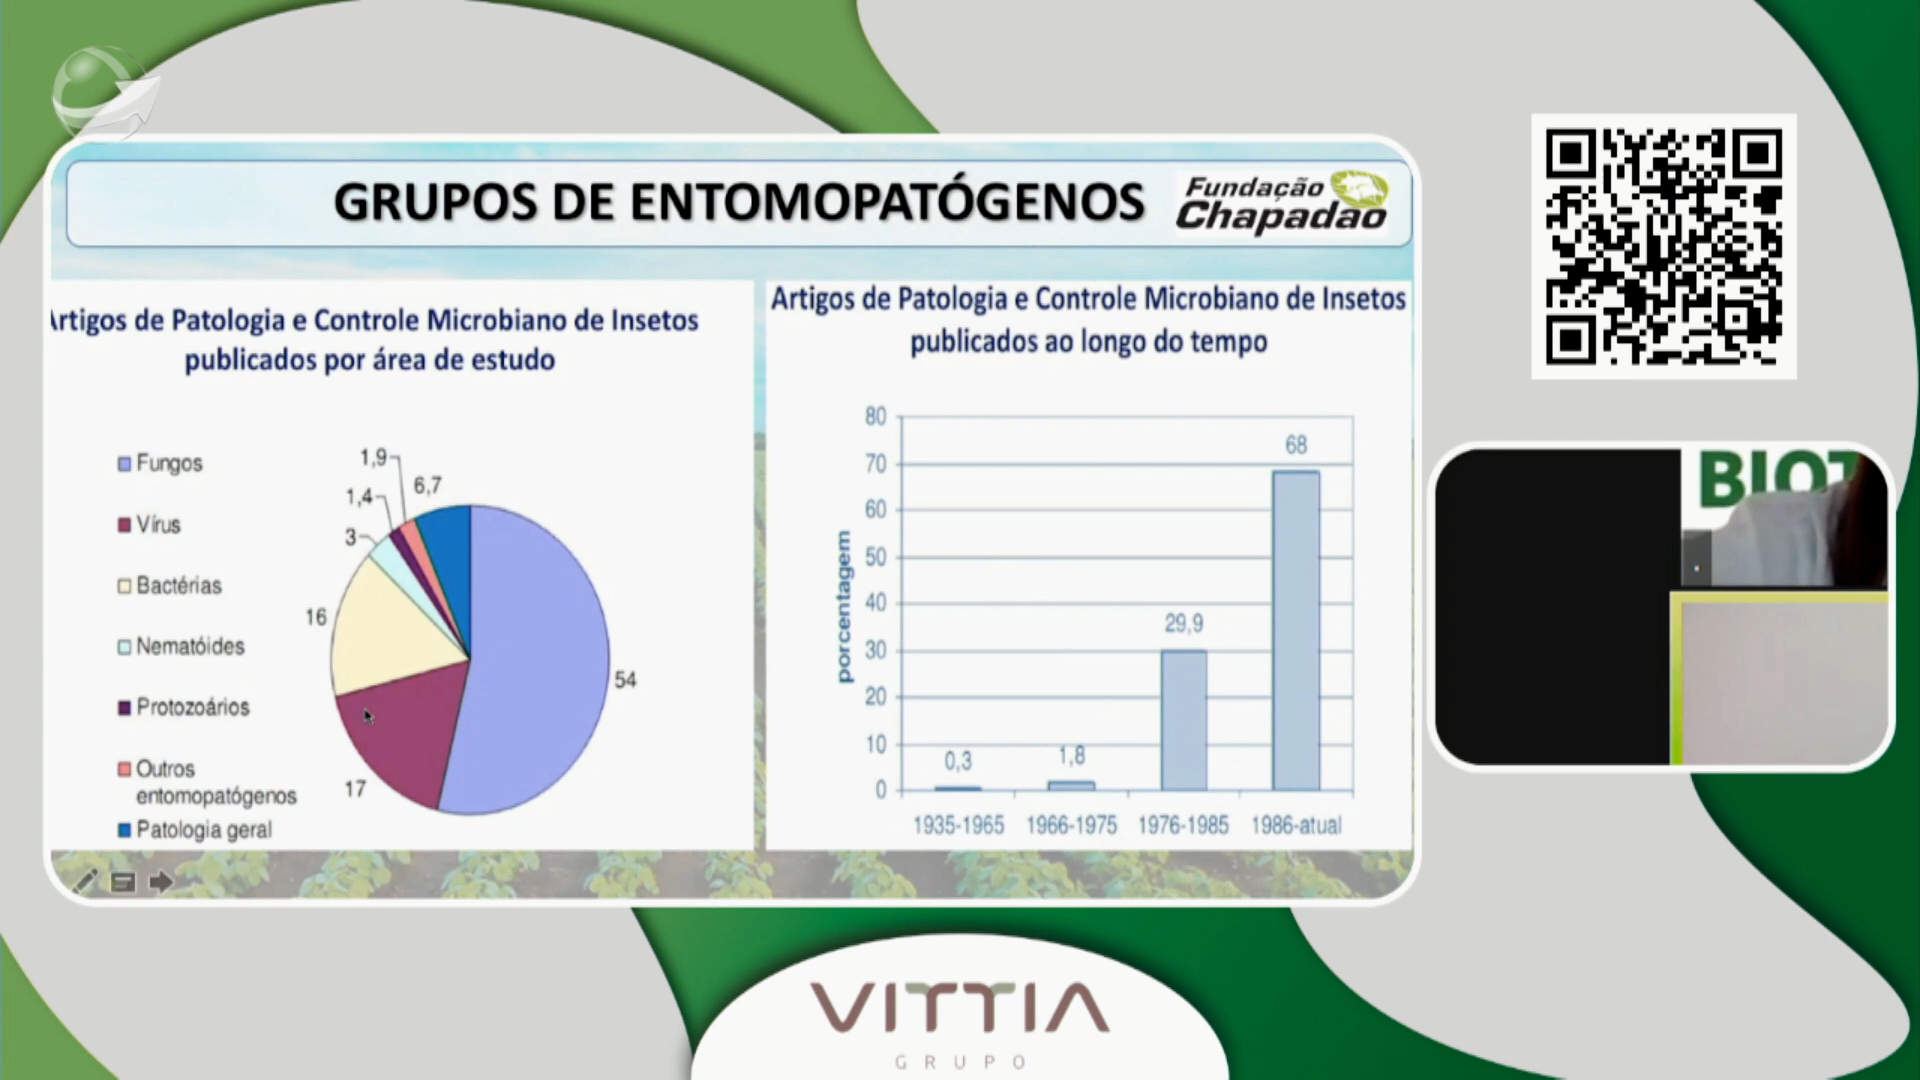 GRUPOS DE ENTOMOPATÓGENOS
Fundação
Chapadão
Artigos de Patologia e Controle Microbiano de Insetos
publicados por área de estudo
Fungos
Vírus
Bactérias
Nematóides
Protozoários
Outros
entomopatógenos
Patologia geral
1,9
6,7
1,4
3
16
54
17
Artigos de Patologia e Controle Microbiano de Insetos
publicados ao longo do tempo
porcentagem
80
70
60
50
40
30
20
10
0
0,3
1,8
29,9
68
1935-1965
1966-1975
1976-1985
1986-atual
VITTIA
GRUPO